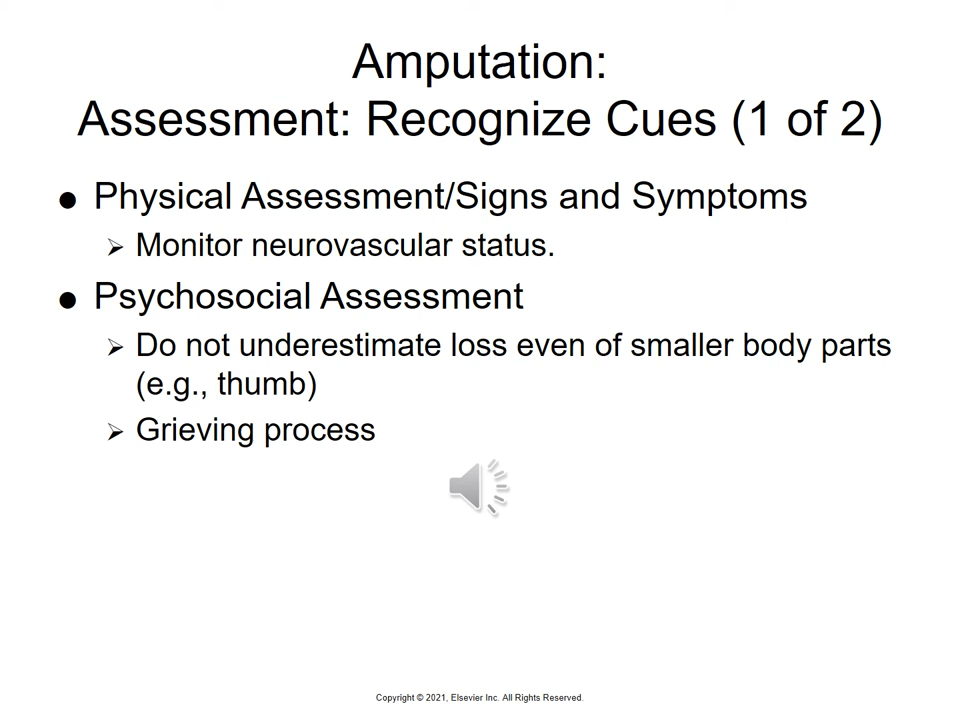 Amputation:
Assessment: Recognize Cues (1 of 2)
● Physical Assessment/Signs and Symptoms
➢ Monitor neurovascular status.
● Psychosocial Assessment
➢ Do not underestimate loss even of smaller body parts
(e.g., thumb)
➢ Grieving process
Copyright © 2021, Elsevier Inc. All Rights Reserved.